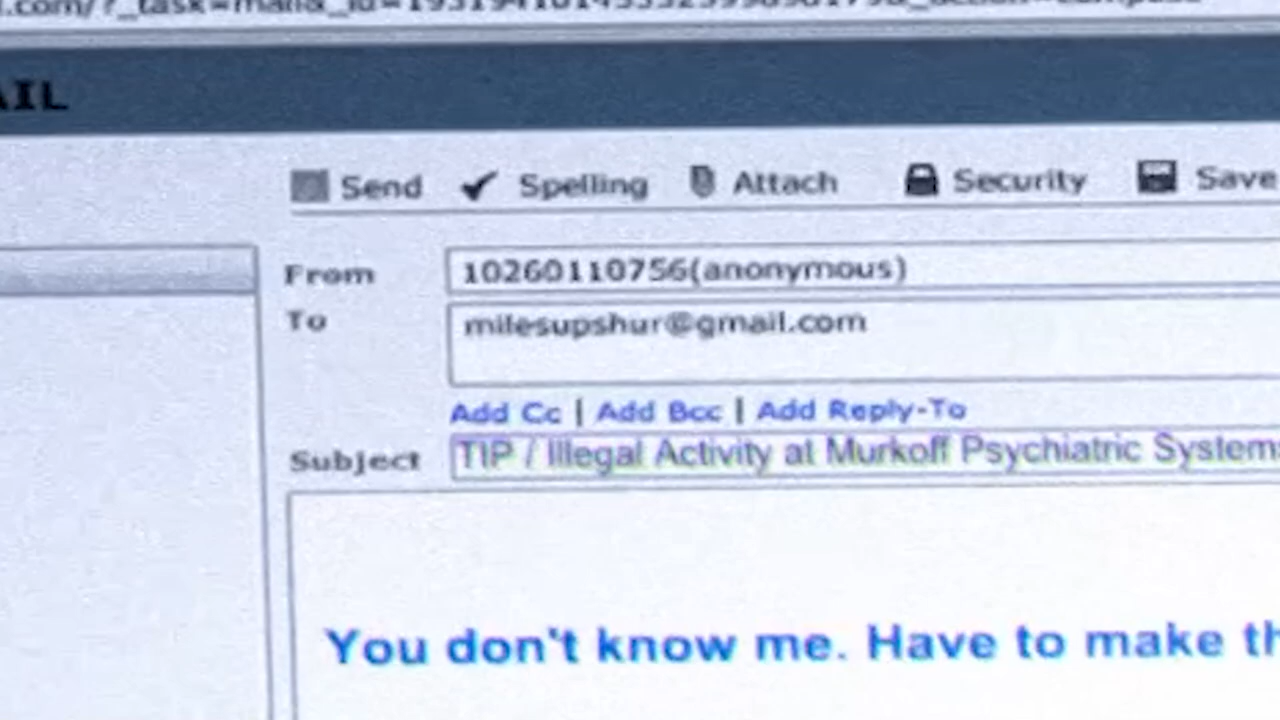 AIL
Send Spelling Attach Security Save
From 10260110756(anonymous)
To milesupshur@gmail.com
Add Cc | Add Bcc | Add Reply-To
Subject TIP / Illegal Activity at Murkoff Psychiatric Systems
You don't know me. Have to make th